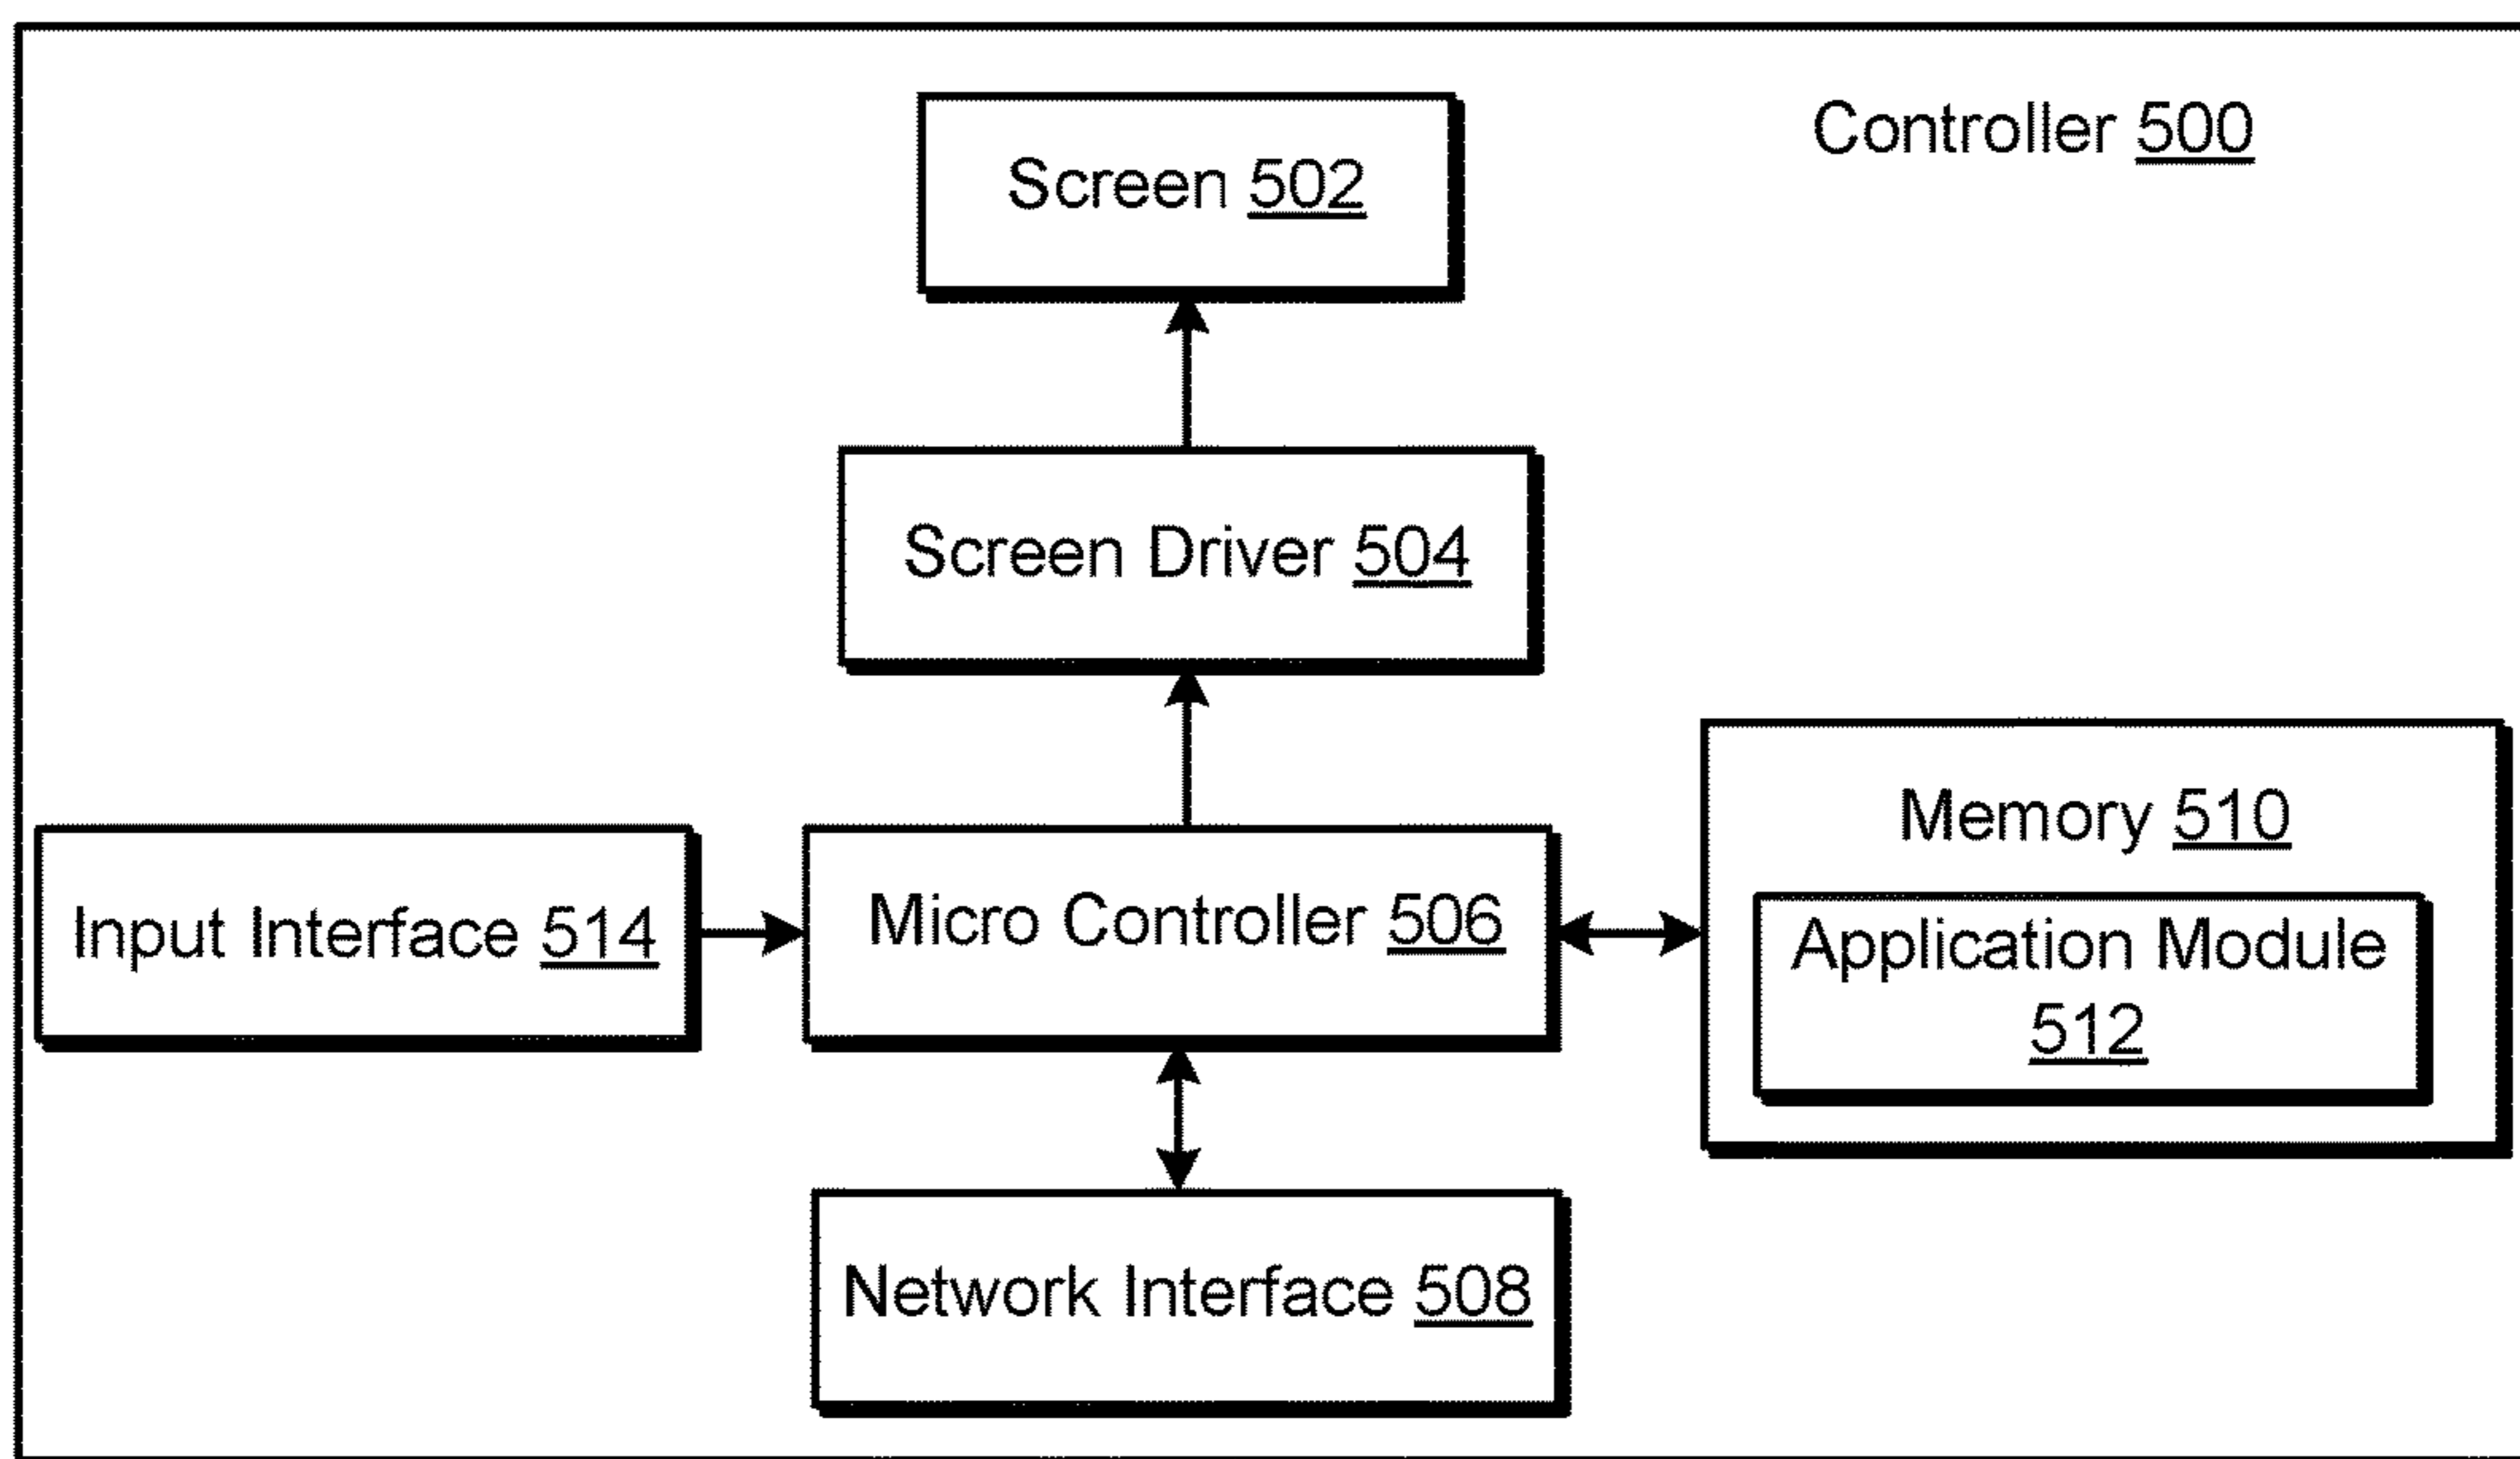 Controller 500
Screen 502
Screen Driver 504
Memory 510
Input Interface 514
Micro Controller 506
Application Module
512
Network Interface 508